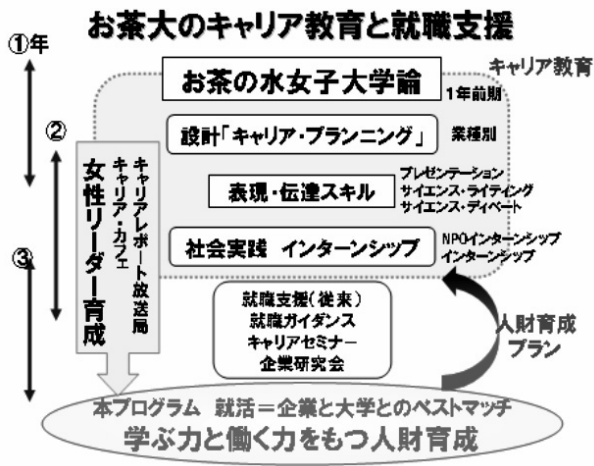 お茶大のキャリア教育と就職支援
①年
キャリア教育
お茶の水女子大学論
1年前期
②
設計「キャリア・プランニング」
業種別
表現・伝達スキル
プレゼンテーション
サイエンス・ライティング
サイエンス・ディベート
③
社会実践 インターンシップ
NPOインターンシップ
インターンシップ
キャリアレポート放送局
キャリア・カフェ
女性リーダー育成
就職支援(従来)
就職ガイダンス
キャリアセミナー
企業研究会
人財育成
プラン
本プログラム 就活=企業と大学とのベストマッチ
学ぶ力と働く力をもつ人財育成